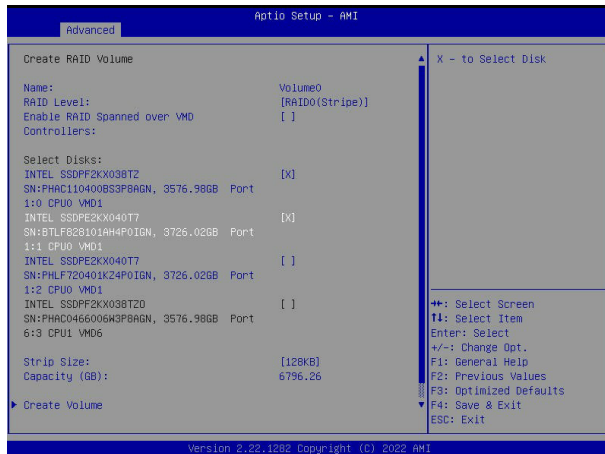 Aptio Setup - AMI
Advanced
Create RAID Volume
X - to Select Disk
Name: Volume0
RAID Level: [RAID0(Stripe)]
Enable RAID Spanned over VMD [ ]
Controllers:
Select Disks:
INTEL SSDPF2KX038TZ [X]
SN:PHAC110400BS3P8AGN, 3576.98GB Port
1:0 CPU0 VMD1
INTEL SSDPE2KX040T7 [X]
SN:BTLF828101AH4P0IGN, 3726.02GB Port
1:1 CPU0 VMD1
INTEL SSDPE2KX040T7 [ ]
SN:PHLF720401KZ4P0IGN, 3726.02GB Port
1:2 CPU0 VMD1
INTEL SSDPF2KX038TZO [ ]
SN:PHAC0466006W3P8AGN, 3576.98GB Port
6:3 CPU1 VMD6
Strip Size: [128KB]
Capacity (GB): 6796.26
Create Volume
→←: Select Screen
↑↓: Select Item
Enter: Select
+/-: Change Opt.
F1: General Help
F2: Previous Values
F3: Optimized Defaults
F4: Save & Exit
ESC: Exit
Version 2.22.1282 Copyright (C) 2022 AMI